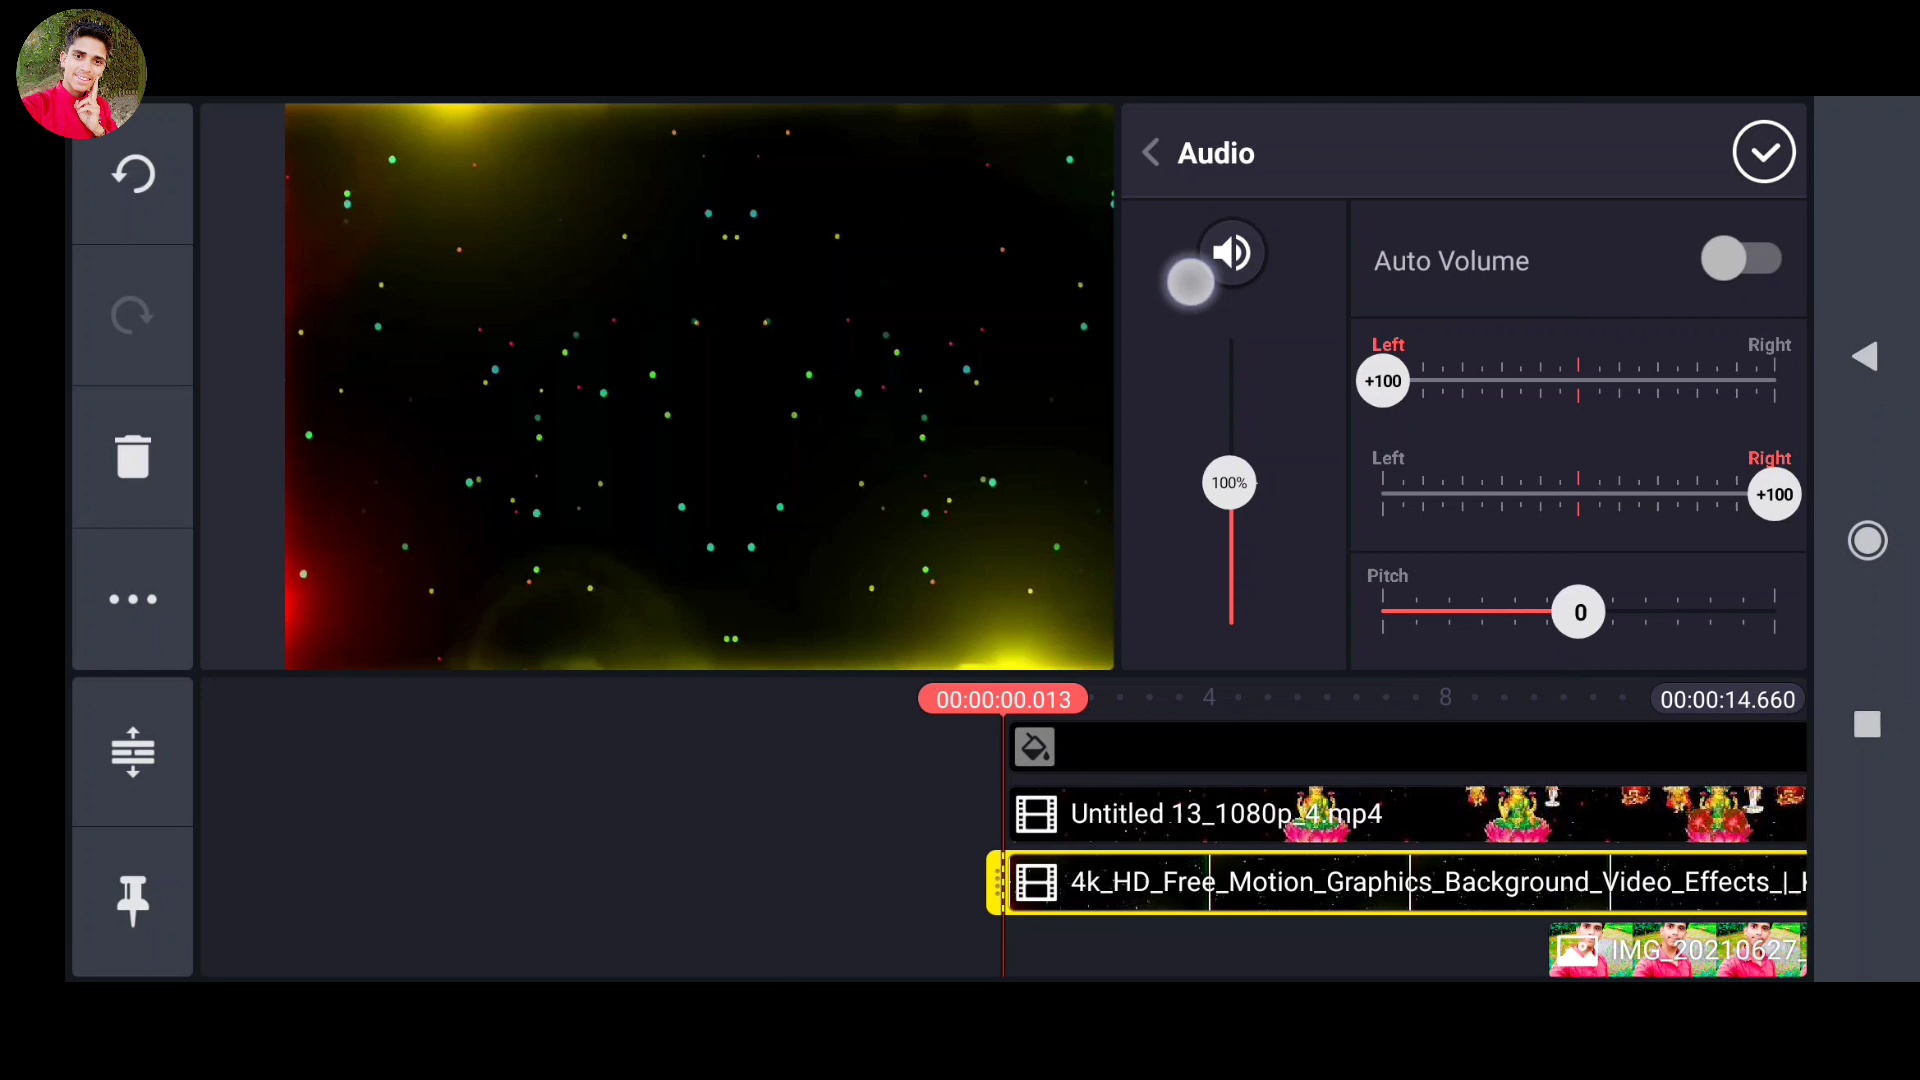 Audio
Auto Volume
Left
Right
+100
Left
Right
+100
100%
Pitch
0
00:00:00.013
4
8
00:00:14.660
Untitled 13_1080p_4.mp4
4k_HD_Free_Motion_Graphics_Background_Video_Effects_|_
IMG_20210627_